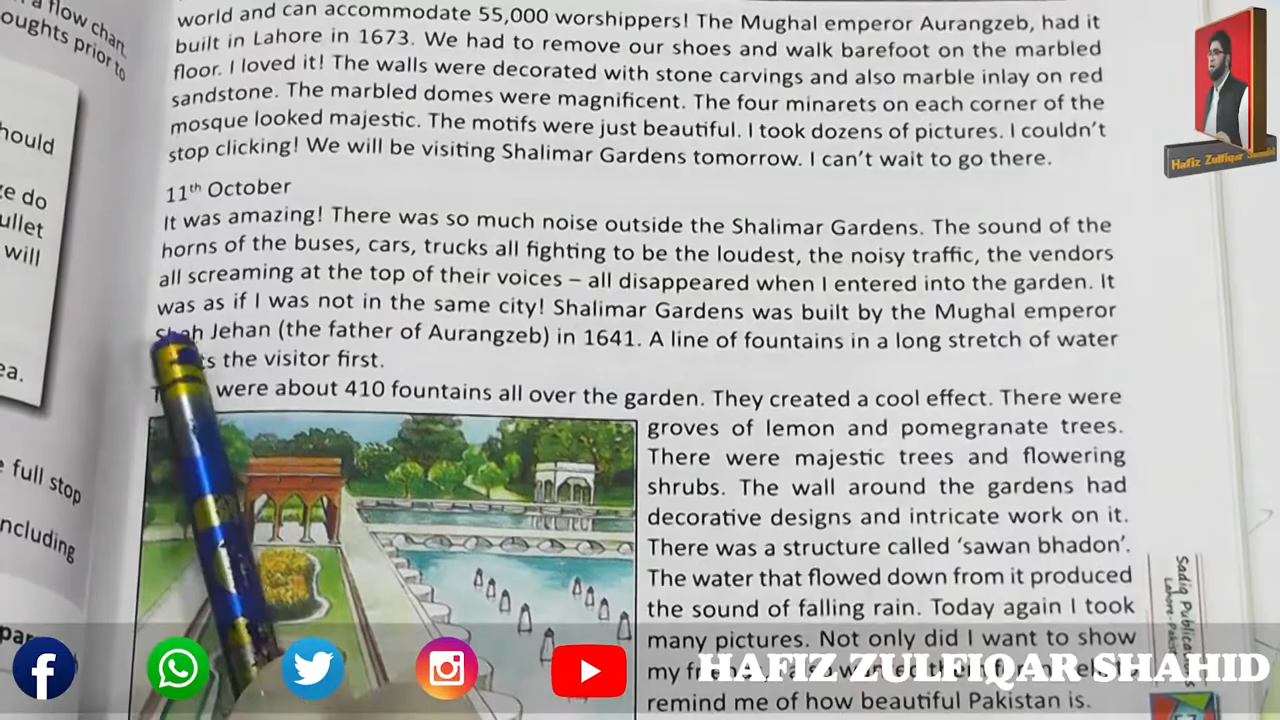 a flow chart
oughts prior to
hould
ge do
ullet
will
ea.
e full stop
ncluding
par
world and can accommodate 55,000 worshippers! The Mughal emperor Aurangzeb, had it
built in Lahore in 1673. We had to remove our shoes and walk barefoot on the marbled
floor. I loved it! The walls were decorated with stone carvings and also marble inlay on red
sandstone. The marbled domes were magnificent. The four minarets on each corner of the
mosque looked majestic. The motifs were just beautiful. I took dozens of pictures. I couldn't
stop clicking! We will be visiting Shalimar Gardens tomorrow. I can't wait to go there.
11th October
It was amazing! There was so much noise outside the Shalimar Gardens. The sound of the
horns of the buses, cars, trucks all fighting to be the loudest, the noisy traffic, the vendors
all screaming at the top of their voices – all disappeared when I entered into the garden. It
was as if I was not in the same city! Shalimar Gardens was built by the Mughal emperor
Shah Jehan (the father of Aurangzeb) in 1641. A line of fountains in a long stretch of water
the visitor first.
were about 410 fountains all over the garden. They created a cool effect. There were
groves of lemon and pomegranate trees.
There were majestic trees and flowering
shrubs. The wall around the gardens had
decorative designs and intricate work on it.
There was a structure called 'sawan bhadon'.
The water that flowed down from it produced
the sound of falling rain. Today again I took
many pictures. Not only did I want to show
my
remind me of how beautiful Pakistan is.
Sadiq Publications
Lahore-Pakis
Hafiz Zulfiqar Shahid
HAFIZ ZULFIQAR SHAHID